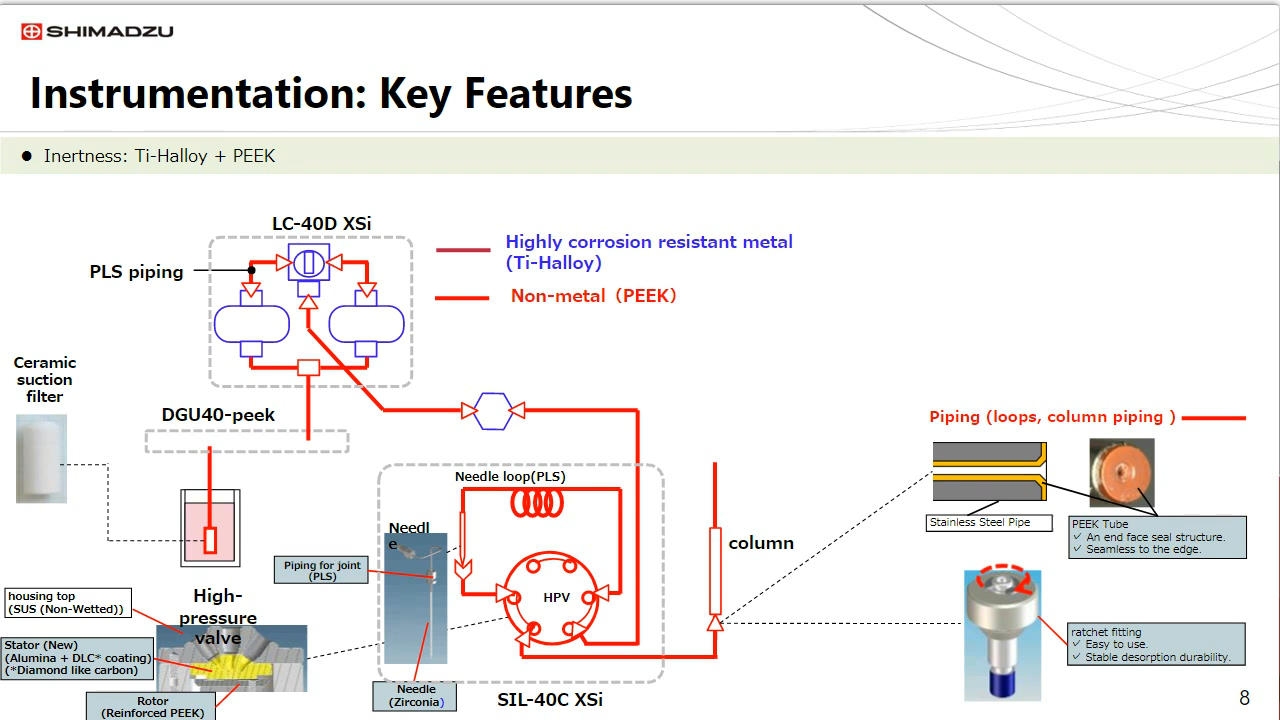 SHIMADZU
Instrumentation: Key Features
● Inertness: Ti-Halloy + PEEK
LC-40D XSi
PLS piping
Highly corrosion resistant metal
(Ti-Halloy)
Non-metal（PEEK）
Ceramic
suction
filter
DGU40-peek
Piping (loops, column piping )
Needle loop(PLS)
Needl
e
Piping for joint
(PLS)
HPV
column
Stainless Steel Pipe
PEEK Tube
✓ An end face seal structure.
✓ Seamless to the edge.
High-
pressure
valve
housing top
(SUS (Non-Wetted))
Stator (New)
(Alumina + DLC* coating)
(*Diamond like carbon)
Rotor
(Reinforced PEEK)
Needle
(Zirconia)
SIL-40C XSi
ratchet fitting
✓ Easy to use.
✓ Stable desorption durability.
8